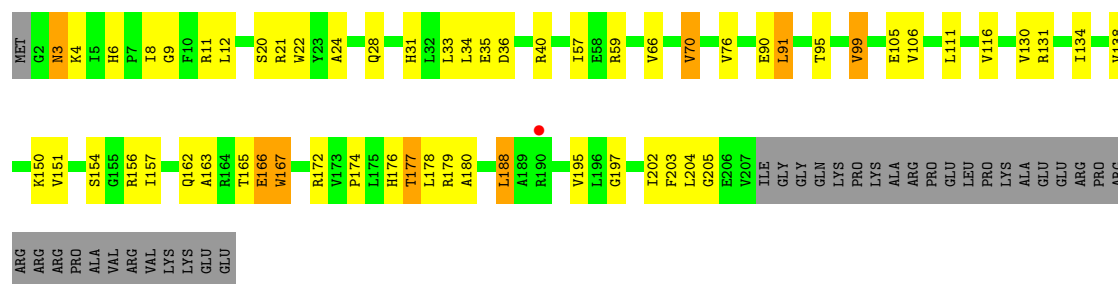 MET G2 N3 K4 I5 H6 P7 I8 G9 F10 R11 L12 S20 R21 W22 Y23 A24 Q28 H31 L32 L33 L34 E35 D36 R40 I57 E58 R59 V66 V70 V76 E90 L91 T95 V99 E105 V106 L111 V116 V130 R131 I134 V138
K150 V151 S154 G155 R156 I157 Q162 A163 R164 T165 E166 W167 R172 V173 P174 L175 H176 T177 L178 R179 A180 L188 A189 R190 V195 L196 G197 I202 F203 L204 G205 E206 V207 ILE GLY GLY GLN LYS PRO LYS ALA ARG PRO GLU LEU PRO LYS ALA GLU GLU ARG PRO ARG
ARG ARG ARG PRO ALA VAL ARG VAL LYS LYS GLU GLU